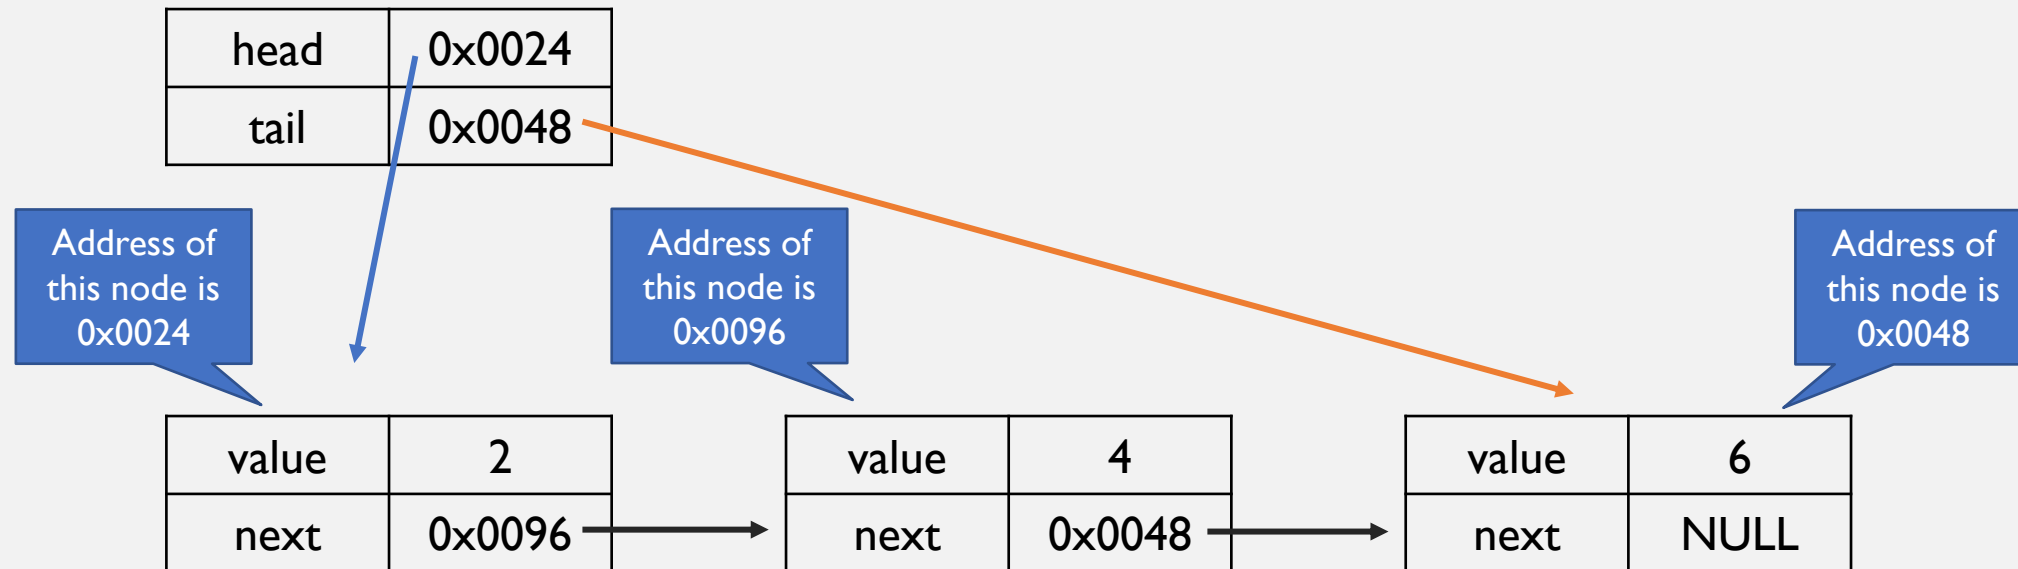 head 0x0024
tail 0x0048
Address of
this node is
0x0024
Address of
this node is
0x0096
Address of
this node is
0x0048
value 2
next 0x0096
value 4
next 0x0048
value 6
next NULL